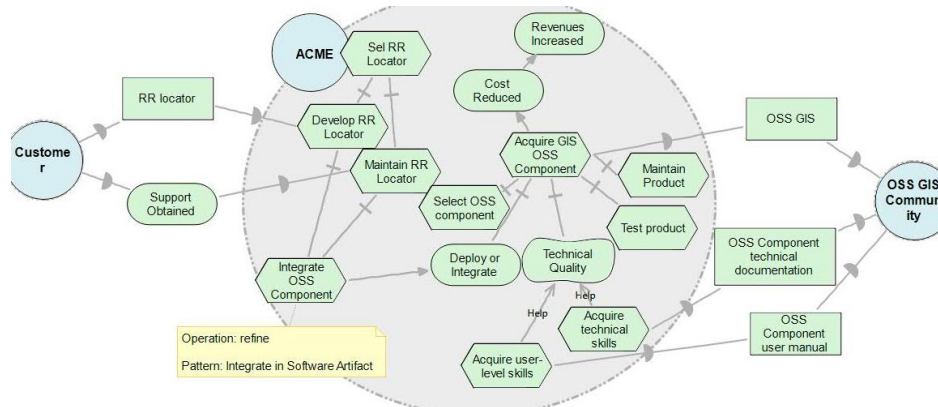 Revenues
Increased
ACME
Sel RR
Locator
Cost
Reduced
RR locator
OSS GIS
Develop RR
Locator
Acquire GIS
OSS
Component
Custome
r
Maintain RR
Locator
Maintain
Product
Support
Obtained
Select OSS
component
OSS GIS
Commun
ity
Test product
Integrate
OSS
Component
Deploy or
Integrate
Technical
Quality
OSS Component
technical
documentation
Help
Help
Acquire
technical
skills
OSS
Component
user manual
Operation: refine
Pattern: Integrate in Software Artifact
Acquire user-
level skills